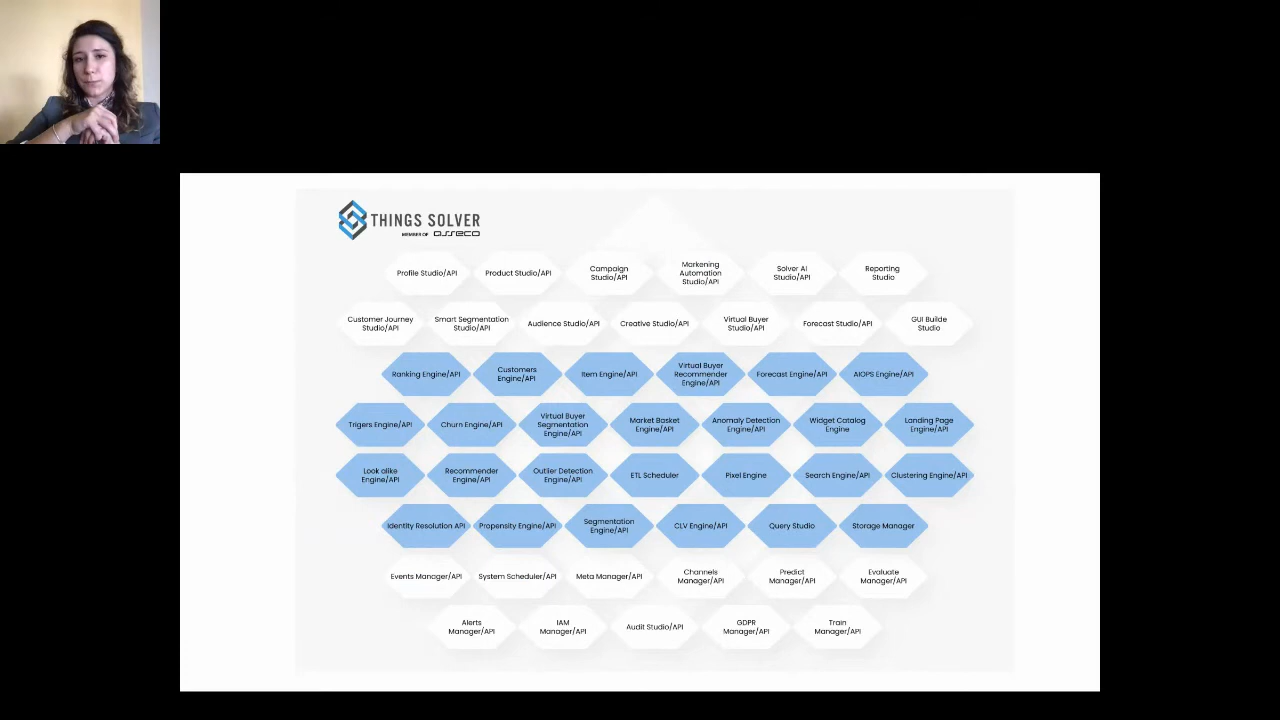 THINGS SOLVER
MEMBER OF asseco
Profile Studio/API
Product Studio/API
Campaign
Studio/API
Markening
Automation
Studio/API
Solver AI
Studio/API
Reporting
Studio
Customer Journey
Studio/API
Smart Segmentation
Studio/API
Audience Studio/API
Creative Studio/API
Virtual Buyer
Studio/API
Forecast Studio/API
GUI Builde
Studio
Ranking Engine/API
Customers
Engine/API
Item Engine/API
Virtual Buyer
Recommender
Engine/API
Forecast Engine/API
AIOPS Engine/API
Trigers Engine/API
Churn Engine/API
Virtual Buyer
Segmentation
Engine/API
Market Basket
Engine/API
Anomaly Detection
Engine/API
Widget Catalog
Engine
Landing Page
Engine/API
Look alike
Engine/API
Recommender
Engine/API
Outlier Detection
Engine/API
ETL Scheduler
Pixel Engine
Search Engine/API
Clustering Engine/API
Identity Resolution API
Propensity Engine/API
Segmentation
Engine/API
CLV Engine/API
Query Studio
Storage Manager
Events Manager/API
System Scheduler/API
Meta Manager/API
Channels
Manager/API
Predict
Manager/API
Evaluate
Manager/API
Alerts
Manager/API
IAM
Manager/API
Audit Studio/API
GDPR
Manager/API
Train
Manager/API